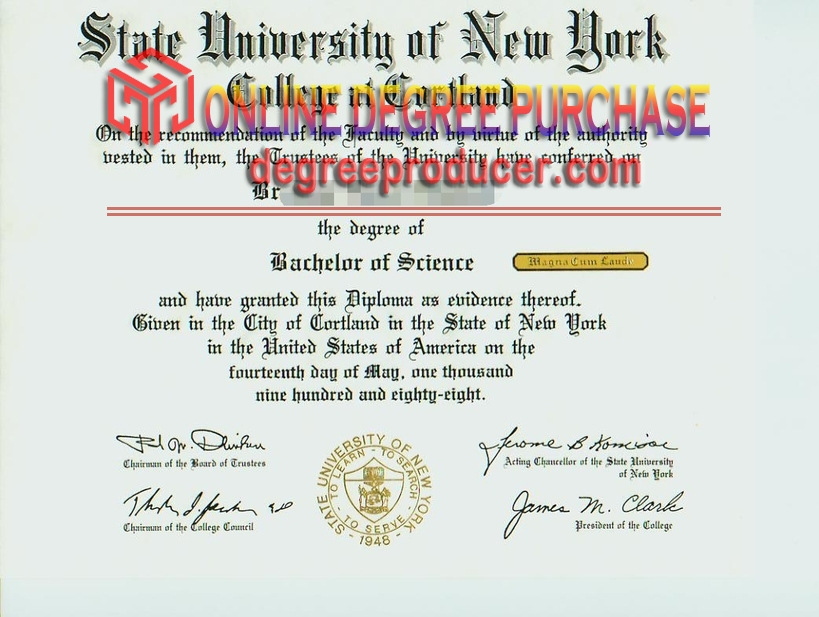 State University of New York
College at Cortland
ONLINE DEGREE PURCHASE
On the recommendation of the Faculty and by virtue of the authority
vested in them, the Trustees of the University have conferred on
degreeproducer.com
Br
the degree of
Bachelor of Science
Magna Cum Laude
and have granted this Diploma as evidence thereof.
Given in the City of Cortland in the State of New York
in the United States of America on the
fourteenth day of May, one thousand
nine hundred and eighty-eight.
Chairman of the Board of Trustees
Jerome B Komisar
Acting Chancellor of the State University
of New York
Chairman of the College Council
James M. Clark
President of the College
STATE UNIVERSITY OF NEW YORK
TO LEARN - TO SEARCH - TO SERVE
1948